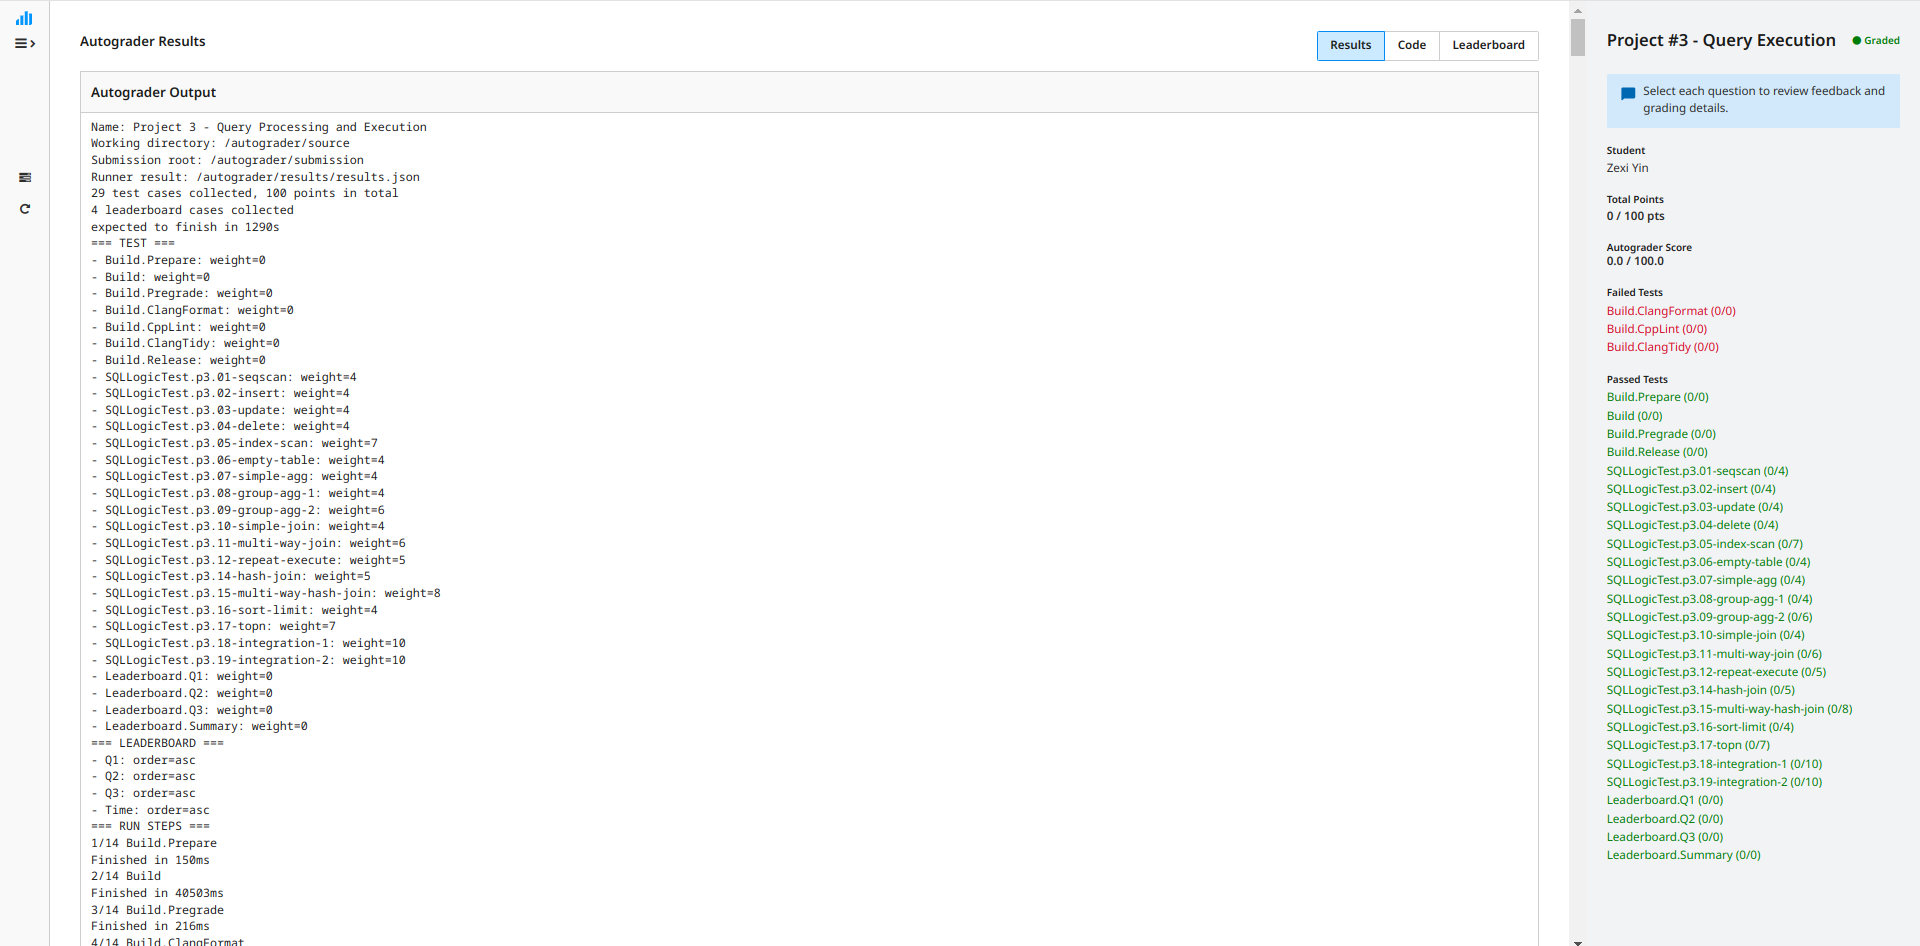 Autograder Results
Results
Code
Leaderboard
Autograder Output
Name: Project 3 - Query Processing and Execution
Working directory: /autograder/source
Submission root: /autograder/submission
Runner result: /autograder/results/results.json
29 test cases collected, 100 points in total
4 leaderboard cases collected
expected to finish in 1290s
=== TEST ===
- Build.Prepare: weight=0
- Build: weight=0
- Build.Pregrade: weight=0
- Build.ClangFormat: weight=0
- Build.CppLint: weight=0
- Build.ClangTidy: weight=0
- Build.Release: weight=0
- SQLLogicTest.p3.01-seqscan: weight=4
- SQLLogicTest.p3.02-insert: weight=4
- SQLLogicTest.p3.03-update: weight=4
- SQLLogicTest.p3.04-delete: weight=4
- SQLLogicTest.p3.05-index-scan: weight=7
- SQLLogicTest.p3.06-empty-table: weight=4
- SQLLogicTest.p3.07-simple-agg: weight=4
- SQLLogicTest.p3.08-group-agg-1: weight=4
- SQLLogicTest.p3.09-group-agg-2: weight=6
- SQLLogicTest.p3.10-simple-join: weight=4
- SQLLogicTest.p3.11-multi-way-join: weight=6
- SQLLogicTest.p3.12-repeat-execute: weight=5
- SQLLogicTest.p3.14-hash-join: weight=5
- SQLLogicTest.p3.15-multi-way-hash-join: weight=8
- SQLLogicTest.p3.16-sort-limit: weight=4
- SQLLogicTest.p3.17-topn: weight=7
- SQLLogicTest.p3.18-integration-1: weight=10
- SQLLogicTest.p3.19-integration-2: weight=10
- Leaderboard.Q1: weight=0
- Leaderboard.Q2: weight=0
- Leaderboard.Q3: weight=0
- Leaderboard.Summary: weight=0
=== LEADERBOARD ===
- Q1: order=asc
- Q2: order=asc
- Q3: order=asc
- Time: order=asc
=== RUN STEPS ===
1/14 Build.Prepare
Finished in 150ms
2/14 Build
Finished in 40503ms
3/14 Build.Pregrade
Finished in 216ms
4/14 Build.ClangFormat
Project #3 - Query Execution
Graded
Select each question to review feedback and
grading details.
Student
Zexi Yin
Total Points
0 / 100 pts
Autograder Score
0.0 / 100.0
Failed Tests
Build.ClangFormat (0/0)
Build.CppLint (0/0)
Build.ClangTidy (0/0)
Passed Tests
Build.Prepare (0/0)
Build (0/0)
Build.Pregrade (0/0)
Build.Release (0/0)
SQLLogicTest.p3.01-seqscan (0/4)
SQLLogicTest.p3.02-insert (0/4)
SQLLogicTest.p3.03-update (0/4)
SQLLogicTest.p3.04-delete (0/4)
SQLLogicTest.p3.05-index-scan (0/7)
SQLLogicTest.p3.06-empty-table (0/4)
SQLLogicTest.p3.07-simple-agg (0/4)
SQLLogicTest.p3.08-group-agg-1 (0/4)
SQLLogicTest.p3.09-group-agg-2 (0/6)
SQLLogicTest.p3.10-simple-join (0/4)
SQLLogicTest.p3.11-multi-way-join (0/6)
SQLLogicTest.p3.12-repeat-execute (0/5)
SQLLogicTest.p3.14-hash-join (0/5)
SQLLogicTest.p3.15-multi-way-hash-join (0/8)
SQLLogicTest.p3.16-sort-limit (0/4)
SQLLogicTest.p3.17-topn (0/7)
SQLLogicTest.p3.18-integration-1 (0/10)
SQLLogicTest.p3.19-integration-2 (0/10)
Leaderboard.Q1 (0/0)
Leaderboard.Q2 (0/0)
Leaderboard.Q3 (0/0)
Leaderboard.Summary (0/0)